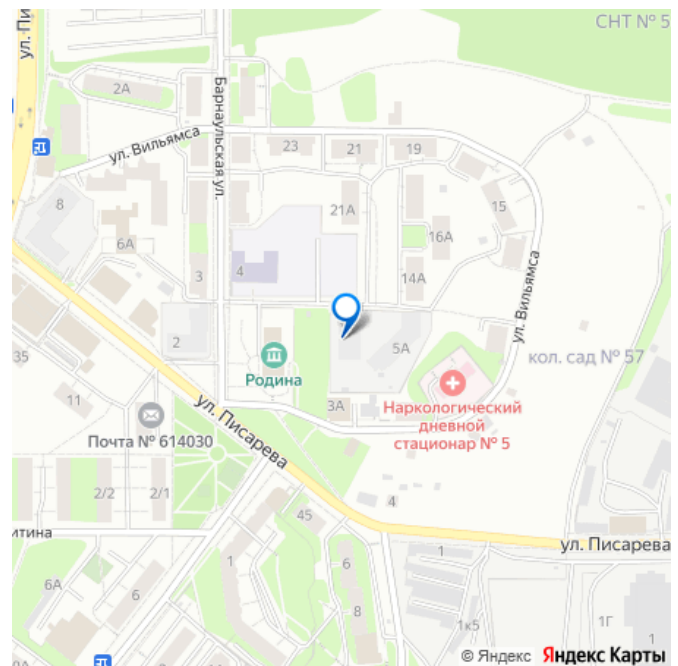 СНТ № 5
ул. Пи
2А
Барнаульская ул.
ул. Вильямса
23
21
19
8
6А
21А
15
16А
3
4
14А
ул. Вильямса
2
35
5А
кол. сад № 57
Родина
11
3А
Наркологический
дневной
стационар № 5
ул. Писарева
Почта № 614030
2/2
2/1
4
45
итина
1
6
1
ул. Писарева
6А
6
8
1к5
1Г
1
© Яндекс Яндекс Карты